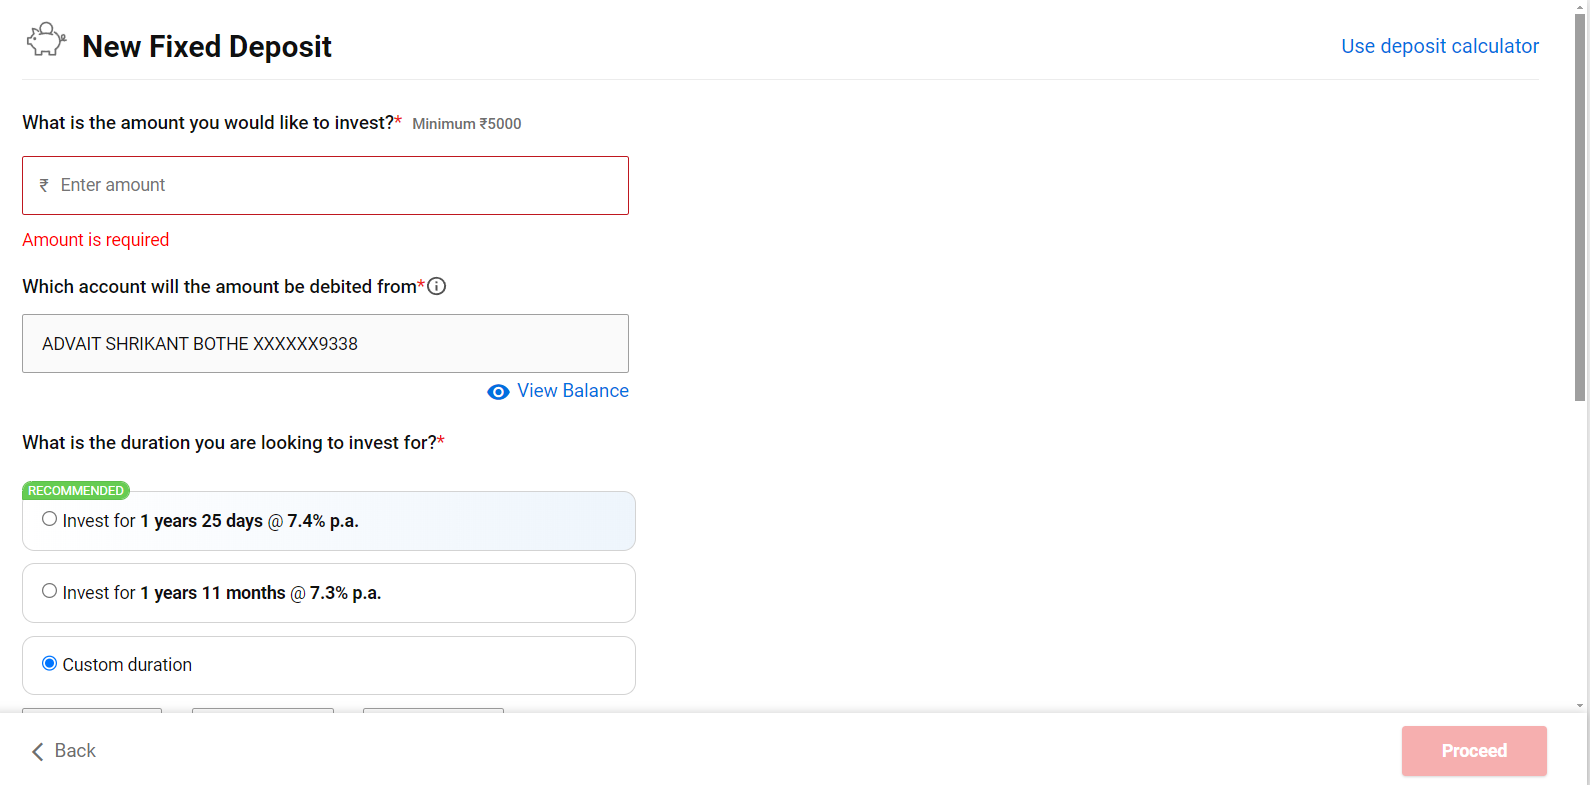 New Fixed Deposit
Use deposit calculator
What is the amount you would like to invest?* Minimum ₹5000
₹ Enter amount
Amount is required
Which account will the amount be debited from*
ADVAIT SHRIKANT BOTHE XXXXXX9338
View Balance
What is the duration you are looking to invest for?*
RECOMMENDED
Invest for 1 years 25 days @ 7.4% p.a.
Invest for 1 years 11 months @ 7.3% p.a.
Custom duration
Back
Proceed